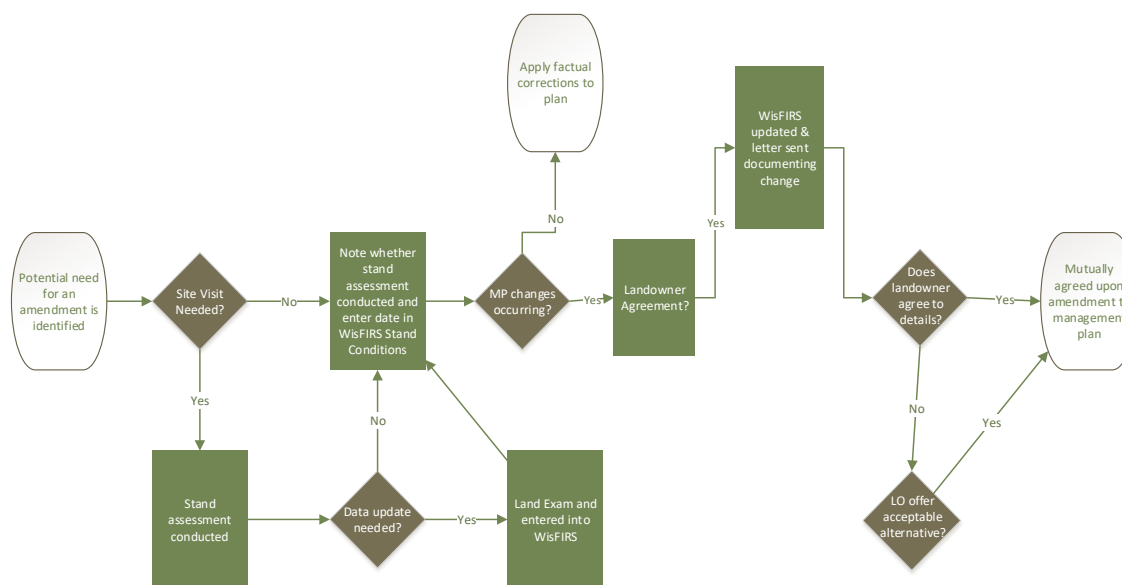 Apply factual
corrections to
plan
WisFIRS
updated &
letter sent
documenting
change
No
Yes
Potential need
for an
amendment is
identified
Site Visit
Needed?
No
Note whether
stand
assessment
conducted and
enter date in
WisFIRS Stand
Conditions
MP changes
occurring?
Yes
Landowner
Agreement?
Does
landowner
agree to
details?
Yes
Mutually
agreed upon
amendment t
management
plan
Yes
No
No
Yes
Stand
assessment
conducted
Data update
needed?
Yes
Land Exam and
entered into
WisFIRS
LO offer
acceptable
alternative?